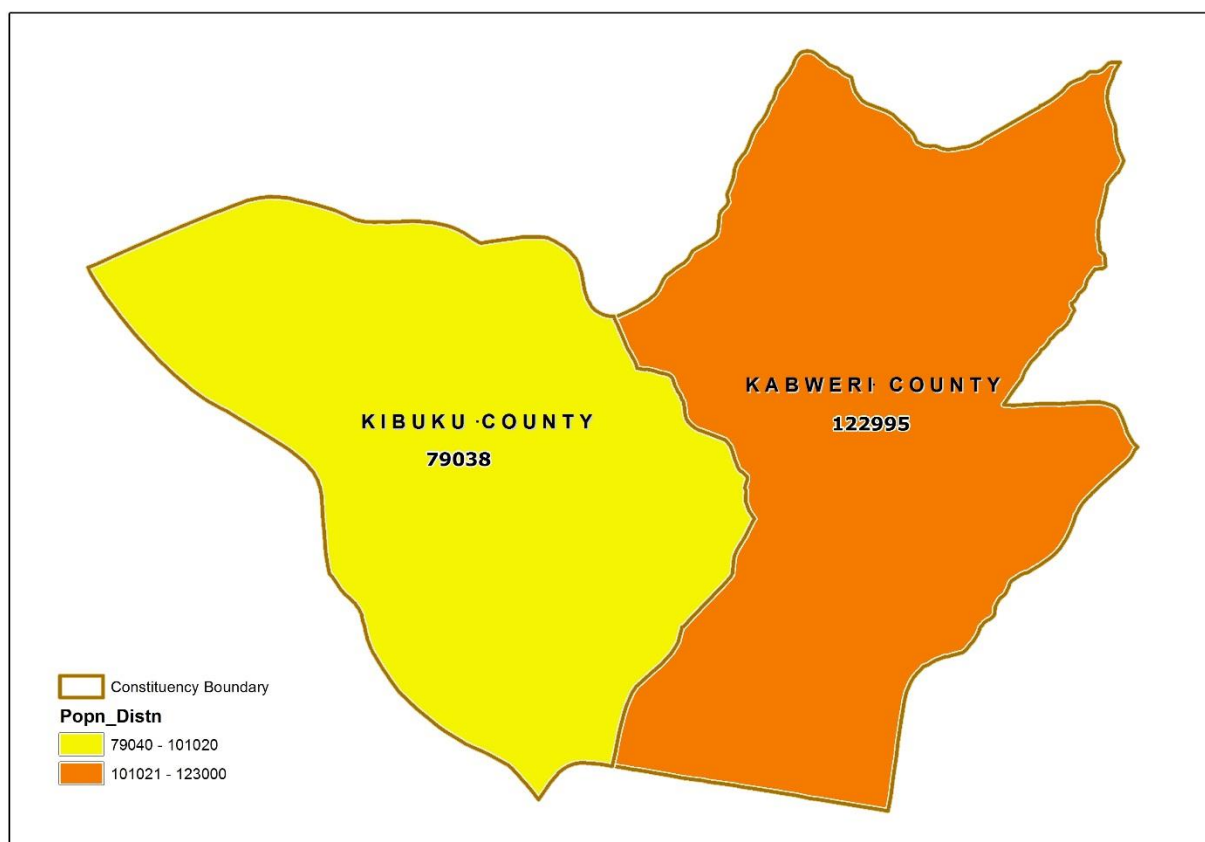 KABWERI COUNTY
122995
KIBUKU COUNTY
79038
Constituency Boundary
Popn_Distn
79040 - 101020
101021 - 123000